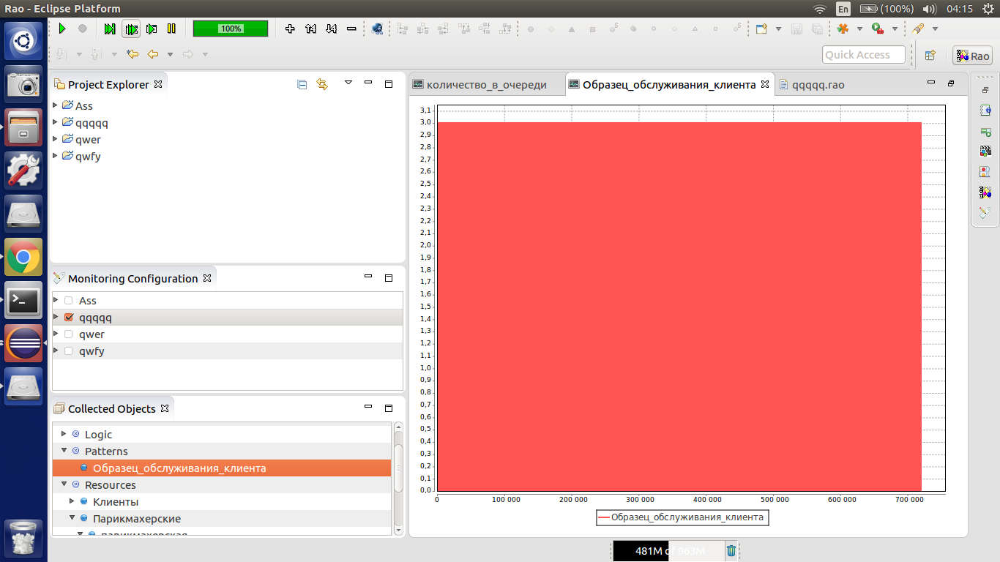 Rao - Eclipse Platform
En
(100%)
04:15
100%
Quick Access
Rao
Project Explorer
Ass
qqqqq
qwer
qwfy
Monitoring Configuration
Ass
qqqqq
qwer
qwfy
Collected Objects
Logic
Patterns
Образец_обслуживания_клиента
Resources
Клиенты
Парикмахерские
парикмахерская
количество_в_очереди
Образец_обслуживания_клиента
qqqqq.rao
3,1
3,0
2,9
2,8
2,7
2,6
2,5
2,4
2,3
2,2
2,1
2,0
1,9
1,8
1,7
1,6
1,5
1,4
1,3
1,2
1,1
1,0
0,9
0,8
0,7
0,6
0,5
0,4
0,3
0,2
0,1
0,0
0
100 000
200 000
300 000
400 000
500 000
600 000
700 000
Образец_обслуживания_клиента
481M of 963M